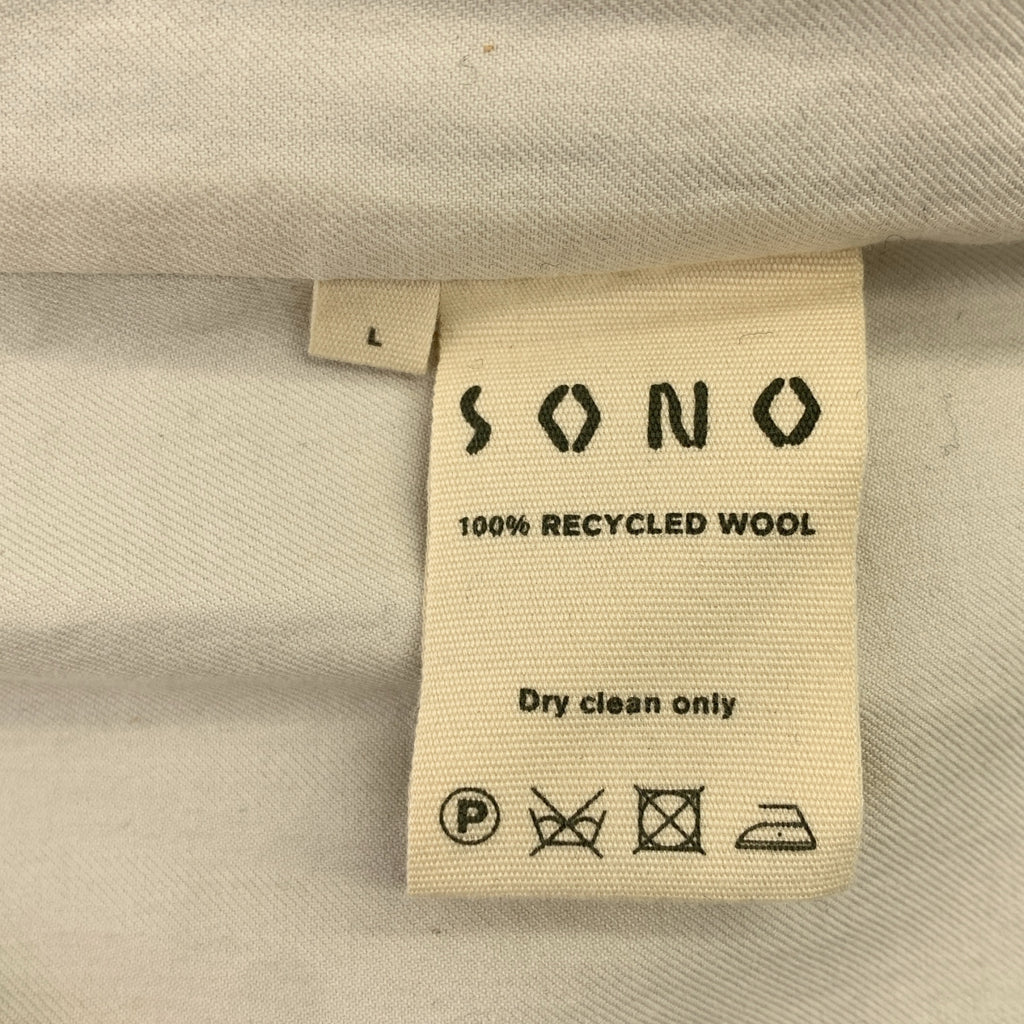 L
SONO
100% RECYCLED WOOL
Dry clean only
P